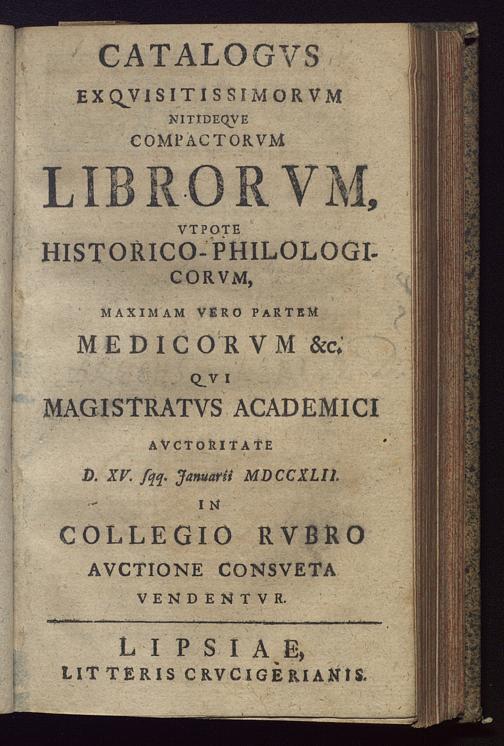 CATALOGVS
EXQVISITISSIMORVM
NITIDEQVE
COMPACTORVM
LIBRORVM,
VTPOTE
HISTORICO-PHILOLOGI-
CORVM,
MAXIMAM VERO PARTEM
MEDICORVM &c.
QVI
MAGISTRATVS ACADEMICI
AVCTORITATE
D. XV. sqq. Januarii MDCCXLII.
IN
COLLEGIO RVBRO
AVCTIONE CONSVETA
VENDENTVR.
LIPSIAE,
LITTERIS CRVCIGERIANIS.